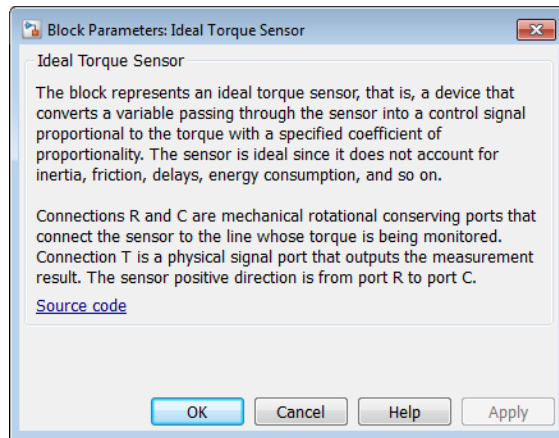 Block Parameters: Ideal Torque Sensor
Ideal Torque Sensor
The block represents an ideal torque sensor, that is, a device that
converts a variable passing through the sensor into a control signal
proportional to the torque with a specified coefficient of
proportionality. The sensor is ideal since it does not account for
inertia, friction, delays, energy consumption, and so on.
Connections R and C are mechanical rotational conserving ports that
connect the sensor to the line whose torque is being monitored.
Connection T is a physical signal port that outputs the measurement
result. The sensor positive direction is from port R to port C.
Source code
OK Cancel Help Apply